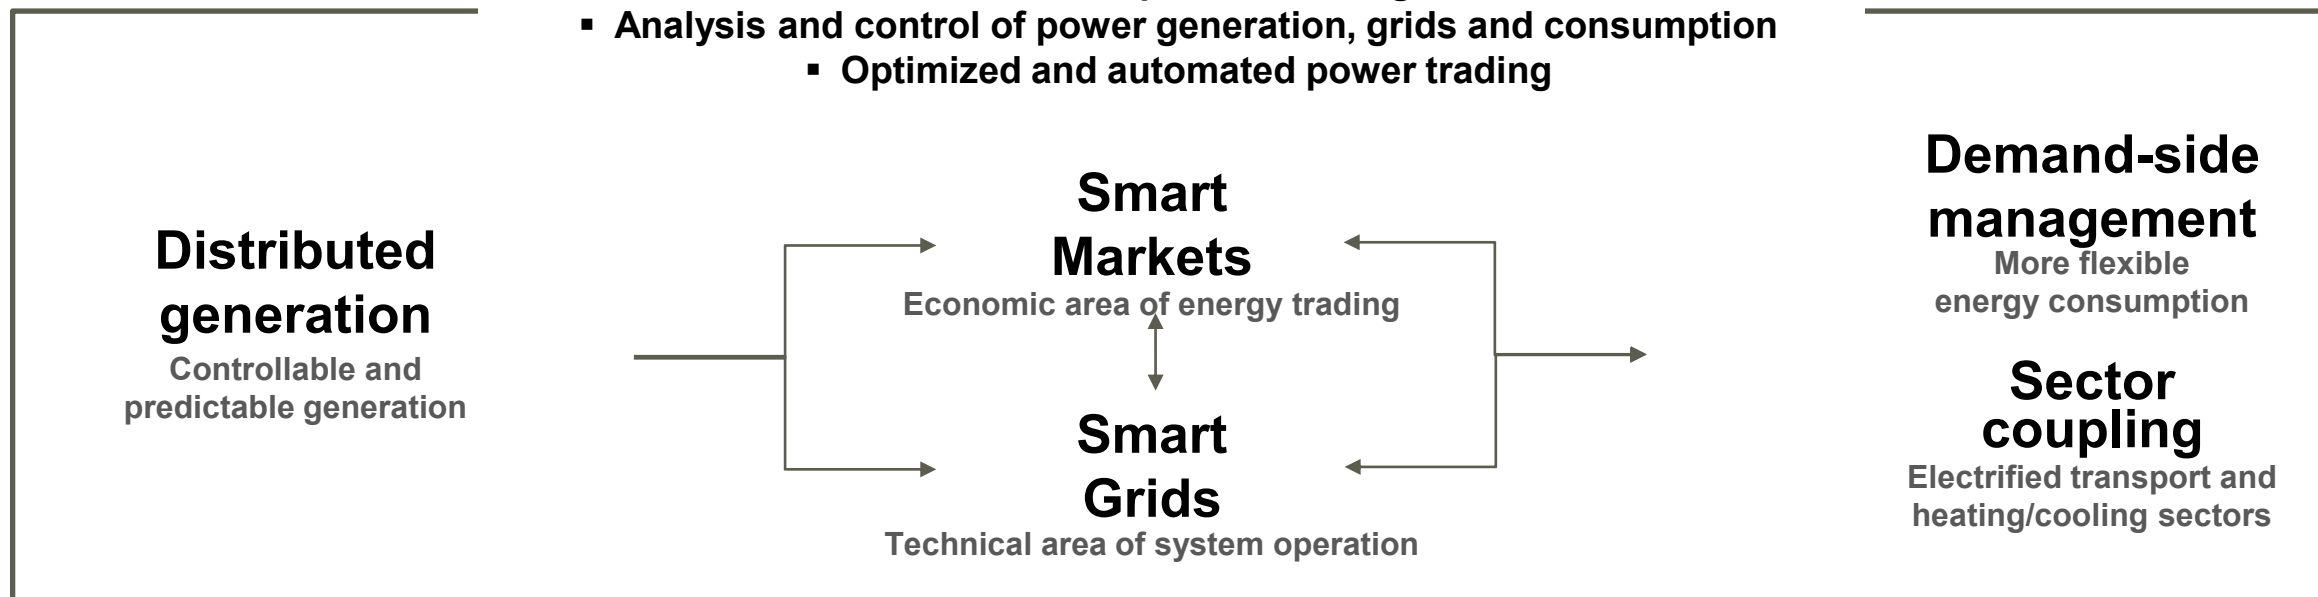 ▪ Analysis and control of power generation, grids and consumption
▪ Optimized and automated power trading
Distributed
generation
Controllable and
predictable generation
Smart
Markets
Economic area of energy trading
Smart
Grids
Technical area of system operation
Demand-side
management
More flexible
energy consumption
Sector
coupling
Electrified transport and
heating/cooling sectors